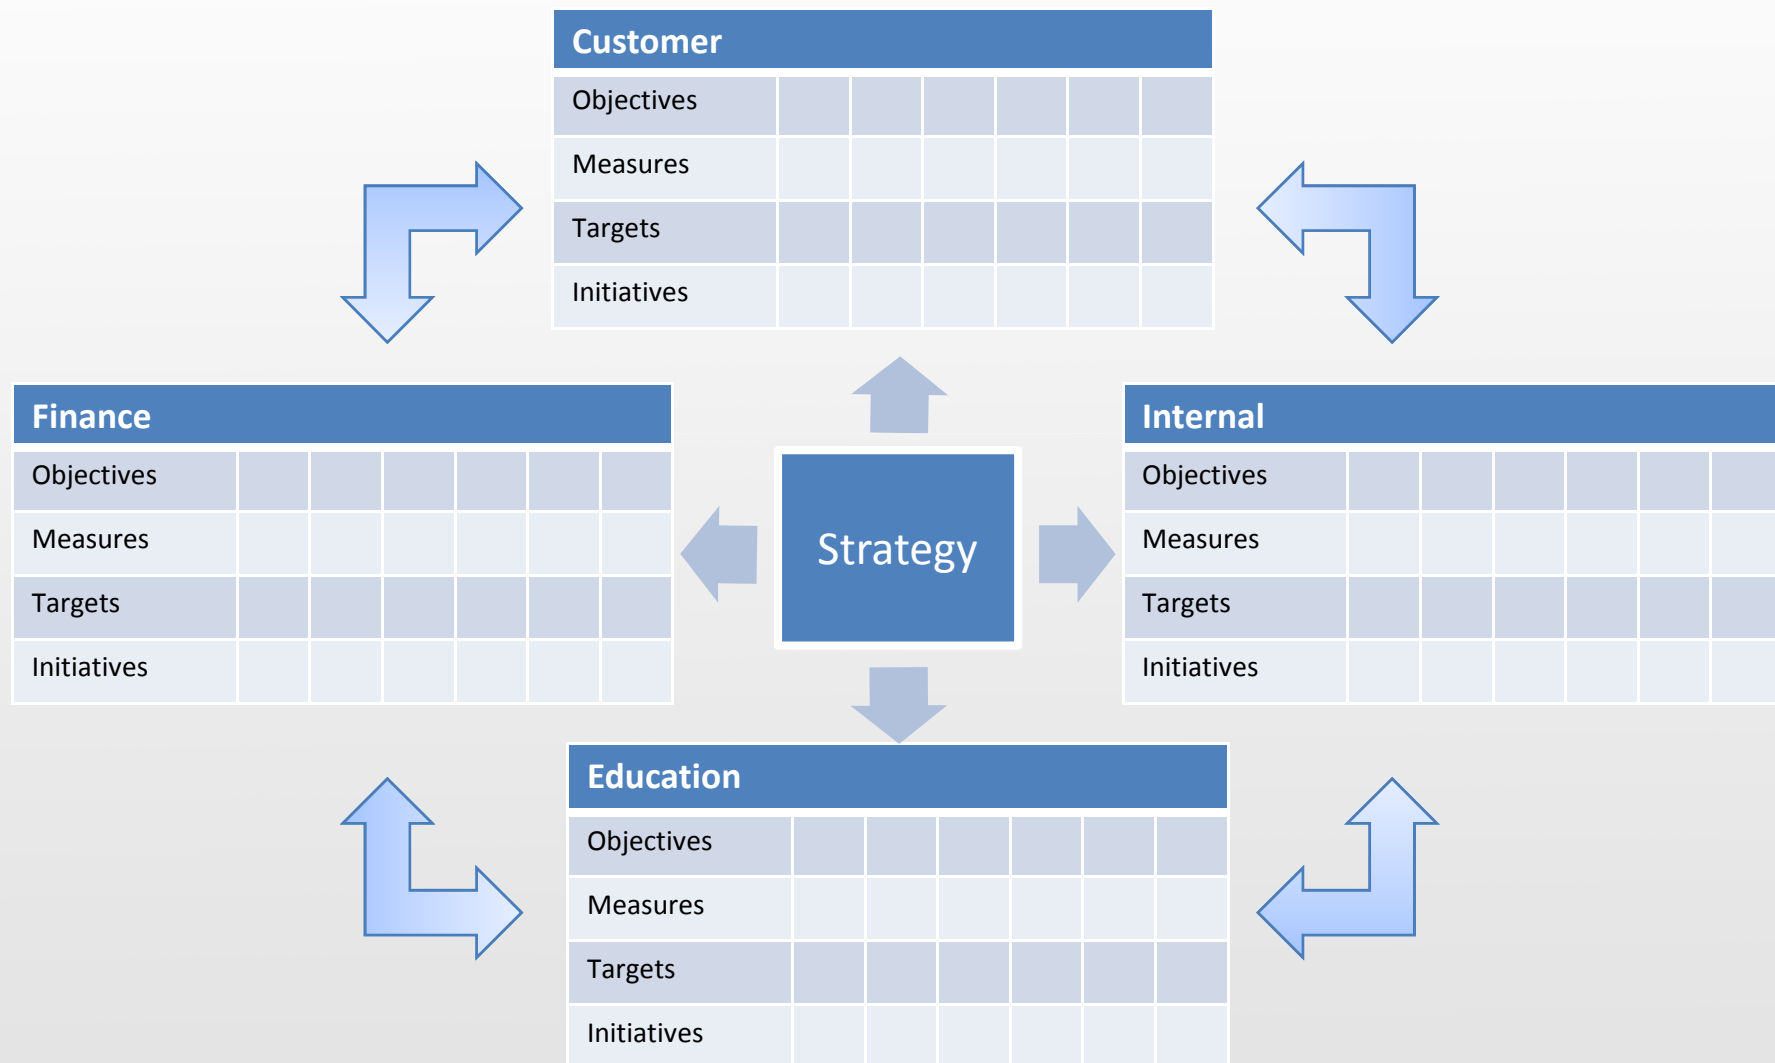 Customer
Objectives
Measures
Targets
Initiatives
Finance
Objectives
Measures
Targets
Initiatives
Strategy
Internal
Objectives
Measures
Targets
Initiatives
Education
Objectives
Measures
Targets
Initiatives